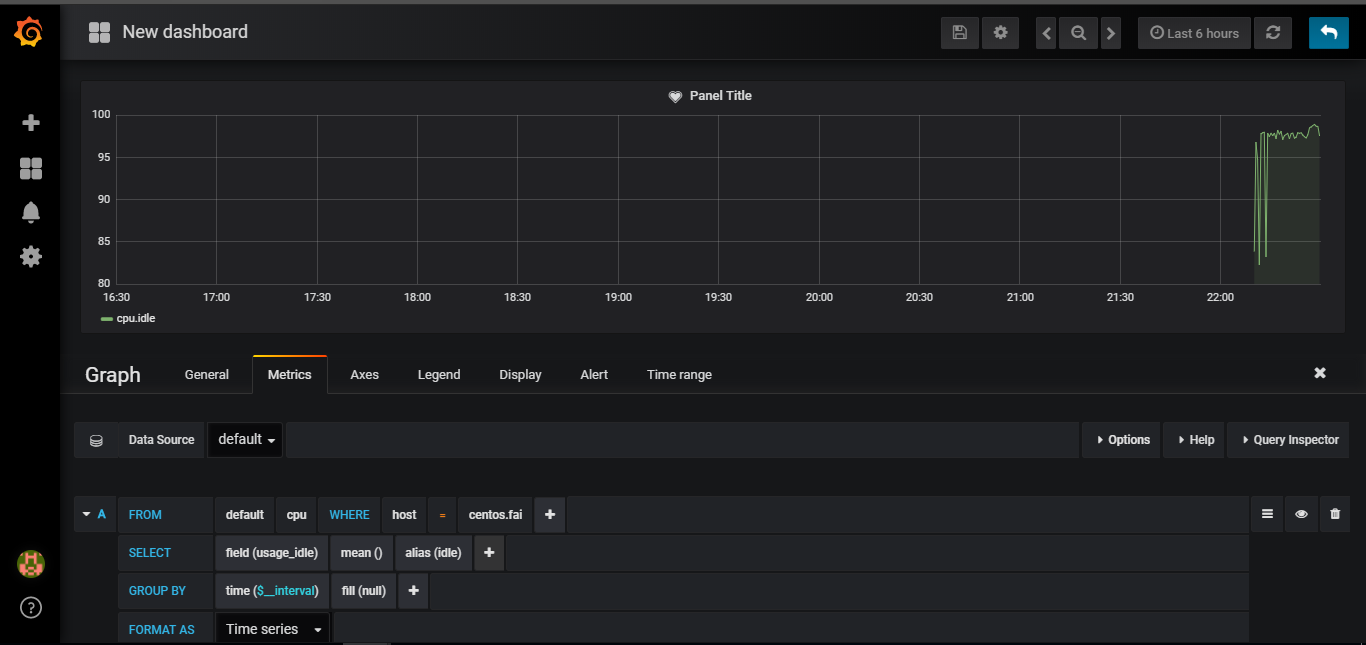 New dashboard
Last 6 hours
Panel Title
100
95
90
85
80
16:30 17:00 17:30 18:00 18:30 19:00 19:30 20:00 20:30 21:00 21:30 22:00
cpu.idle
Graph General Metrics Axes Legend Display Alert Time range
Data Source default Options Help Query Inspector
A FROM default cpu WHERE host = centos.fai +
SELECT field (usage_idle) mean () alias (idle) +
GROUP BY time ($__interval) fill (null) +
FORMAT AS Time series